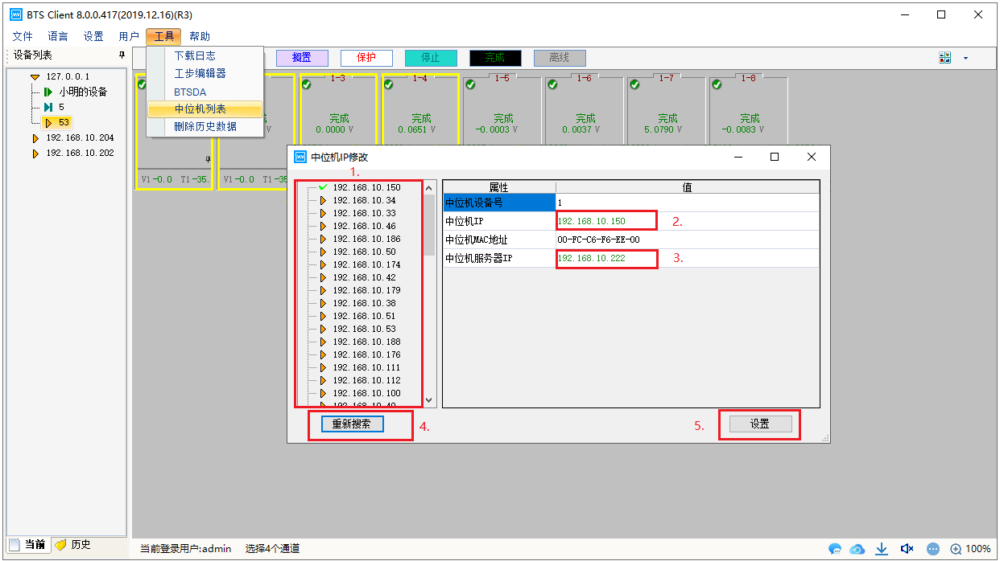 BTS Client 8.0.0.417(2019.12.16)(R3)
文件 语言 设置 用户 工具 帮助
设备列表
下载日志
工步编辑器
BTSDA
中位机列表
删除历史数据
搁置 保护 停止 完成 离线
127.0.0.1
小明的设备
5
53
192.168.10.204
192.168.10.202
1-3 1-4 1-5 1-6 1-7 1-8
完成 完成 完成 完成 完成 完成
V 0.0000 V 0.0651 V -0.0003 V 0.0037 V 5.0790 V -0.0083 V
V1-0.0 T1-35. V1-0.0 T1-35
中位机IP修改
1.
192.168.10.150
192.168.10.34
192.168.10.33
192.168.10.46
192.168.10.186
192.168.10.50
192.168.10.174
192.168.10.42
192.168.10.179
192.168.10.38
192.168.10.51
192.168.10.53
192.168.10.188
192.168.10.176
192.168.10.111
192.168.10.112
192.168.10.100
属性 值
中位机设备号 1
中位机IP 192.168.10.150 2.
中位机MAC地址 00-FC-C6-F6-EE-00
中位机服务器IP 192.168.10.222 3.
重新搜索 4.
5. 设置
当前 历史
当前登录用户:admin 选择4个通道
100%